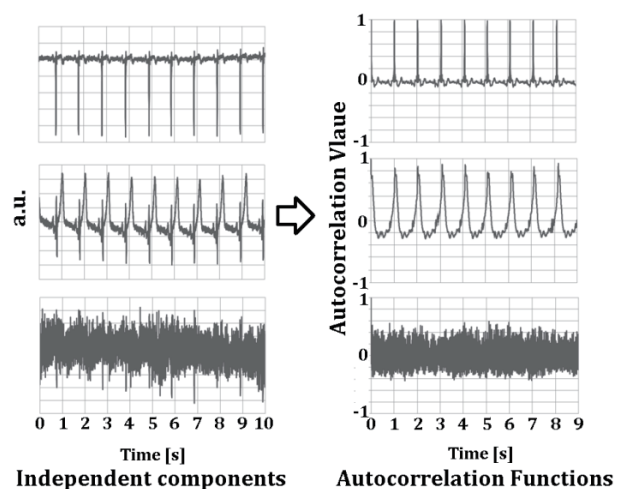 1
0
-1
1
0
-1
1
0
-1
a.u.
Autocorrelation Vlaue
0 1 2 3 4 5 6 7 8 9 10
0 1 2 3 4 5 6 7 8 9
Time [s]
Time [s]
Independent components
Autocorrelation Functions